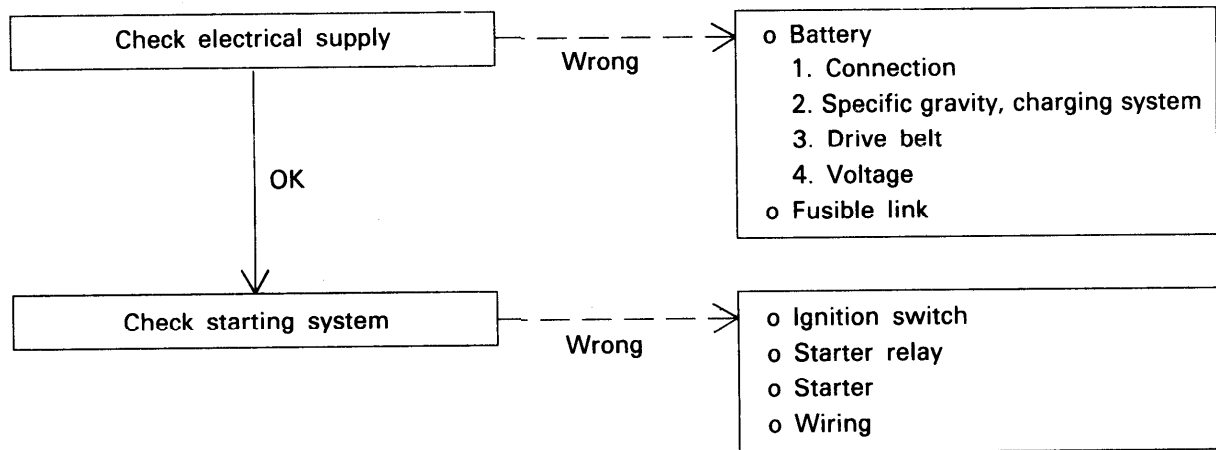 Check electrical supply
Wrong
o Battery
1. Connection
2. Specific gravity, charging system
3. Drive belt
4. Voltage
o Fusible link
OK
Check starting system
Wrong
o Ignition switch
o Starter relay
o Starter
o Wiring